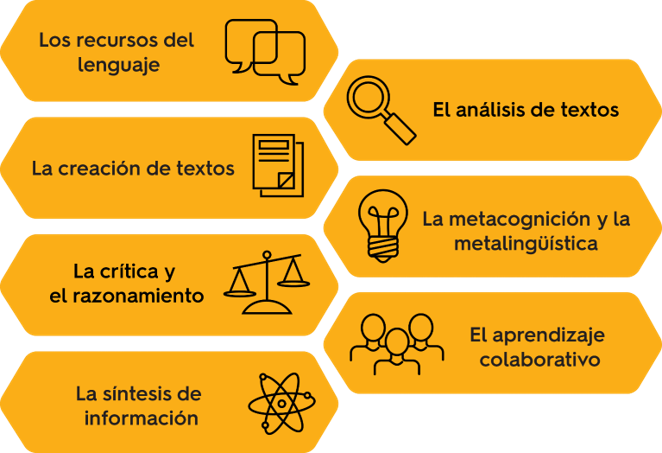 Los recursos del
lenguaje
El análisis de textos
La creación de textos
La metacognición y la
metalingüística
La crítica y
el razonamiento
El aprendizaje
colaborativo
La síntesis de
información